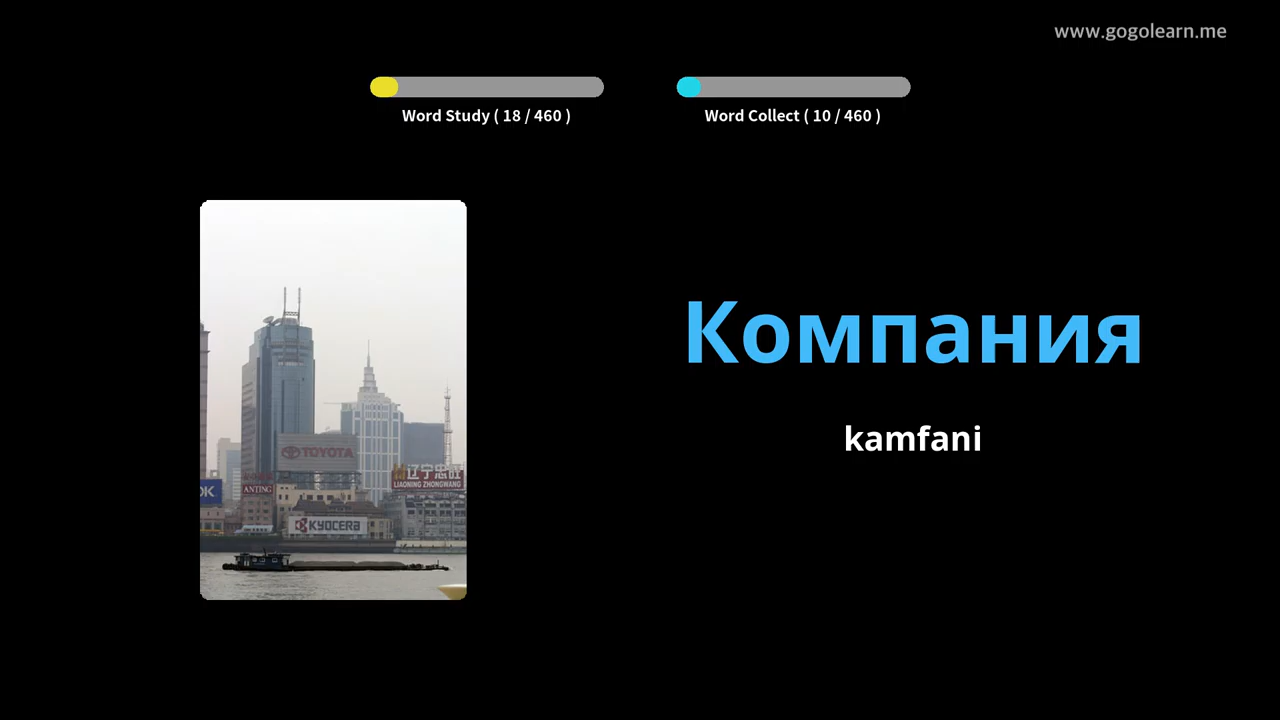 www.gogolearn.me
Word Study ( 18 / 460 )
Word Collect ( 10 / 460 )
Компания
kamfani
TOYOTA
辽宁忠旺
LIAONING ZHONGWANG
OK
ANTING
KYOCERA